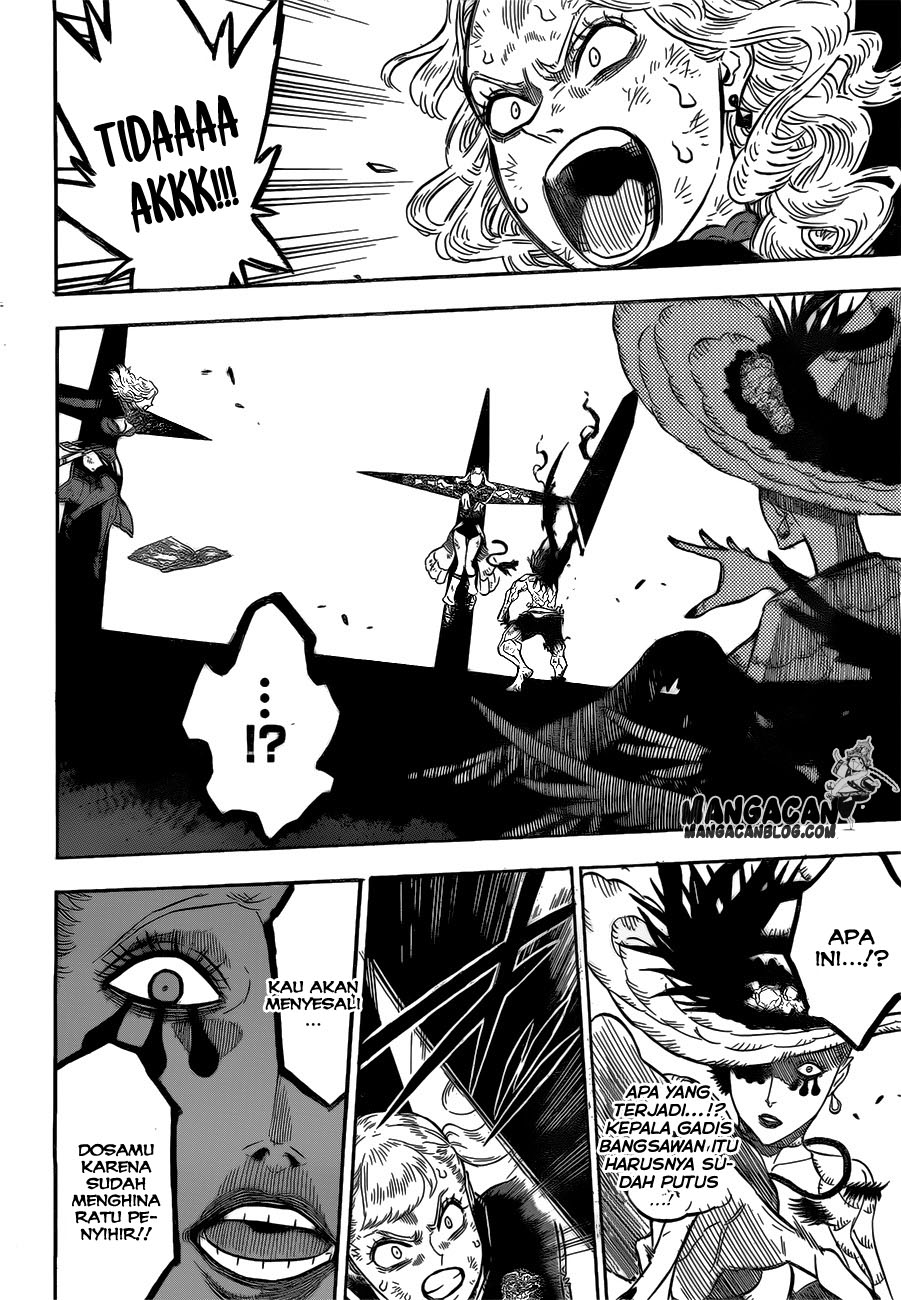 TIDAAAA
AKKK!!!
...
!?
MANGACAN
MANGACANBLOG.COM
APA
INI...!?
APA YANG
TERJADI...!?
KEPALA GADIS
BANGSAWAN ITU
HARUSNYA SU-
DAH PUTUS
...!!
KAU AKAN
MENYESALI
...
DOSAMU
KARENA
SUDAH
MENGHINA
RATU PE-
NYIHIR!!